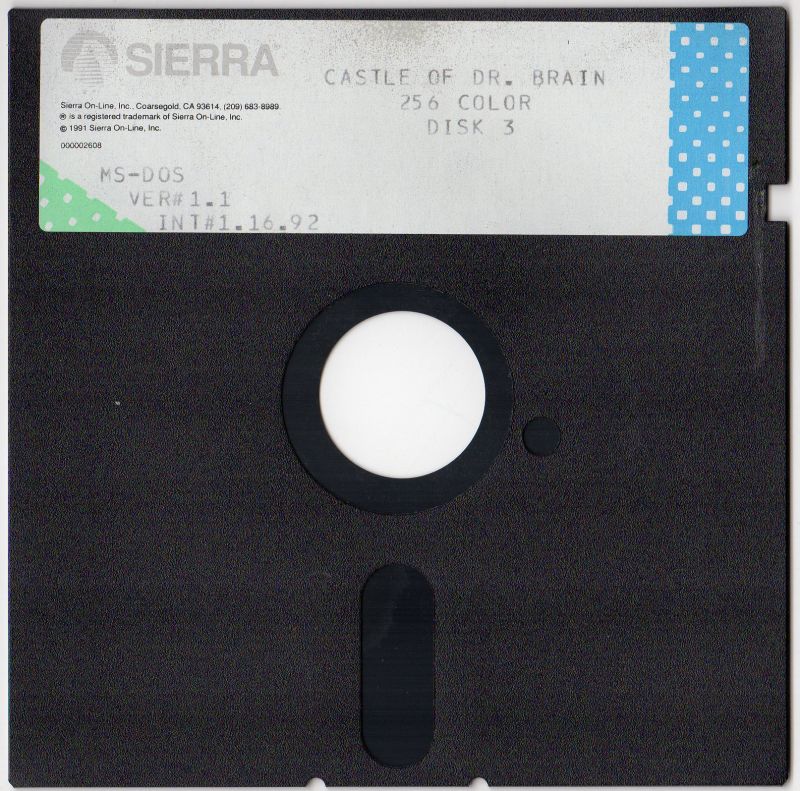 SIERRA
Sierra On-Line, Inc., Coarsegold, CA 93614, (209) 683-8989.
® is a registered trademark of Sierra On-Line, Inc.
© 1991 Sierra On-Line, Inc.
000002608
CASTLE OF DR. BRAIN
256 COLOR
DISK 3
MS-DOS
VER#1.1
INT#1.16.92